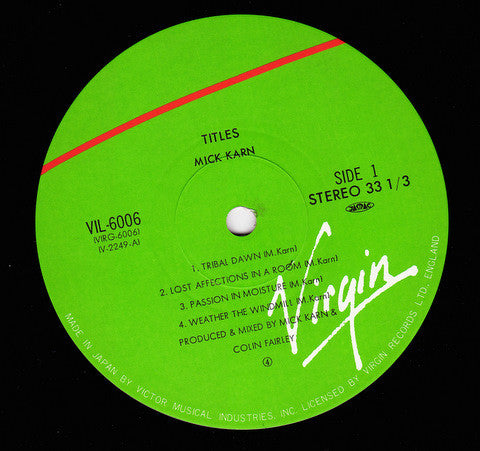 TITLES
MICK KARN
SIDE 1
STEREO 33 1/3
JASRAC
VIL-6006
(VIRG-6006)
(V-2249-A)
1. TRIBAL DAWN (M.Karn)
2. LOST AFFECTIONS IN A ROOM (M.Karn)
3. PASSION IN MOISTURE (M.Karn)
4. WEATHER THE WINDMILL (M.Karn)
PRODUCED & MIXED BY MICK KARN &
COLIN FAIRLEY
4
Virgin
MADE IN JAPAN BY VICTOR MUSICAL INDUSTRIES, INC. LICENSED BY VIRGIN RECORDS LTD. ENGLAND